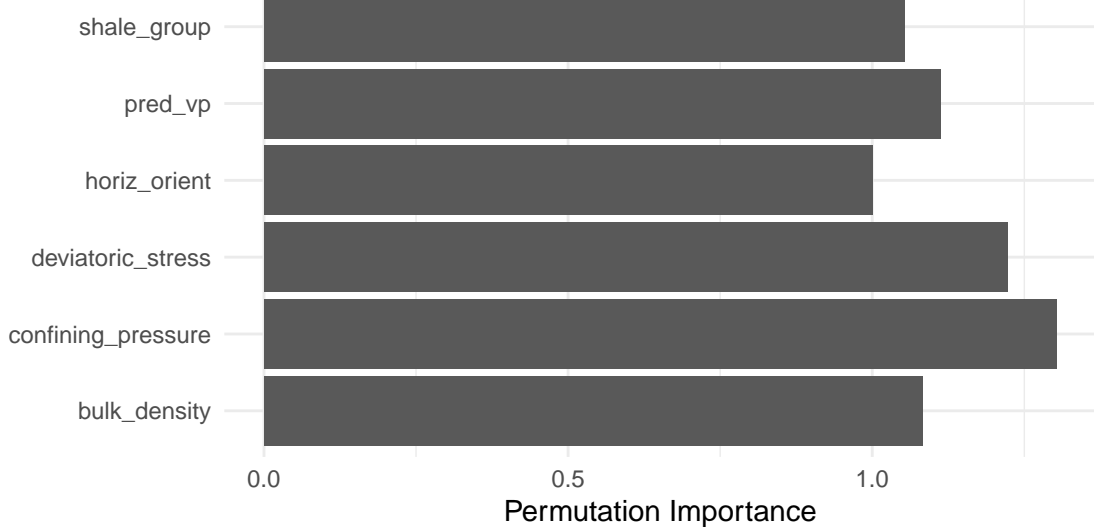 shale_group
pred_vp
horiz_orient
deviatoric_stress
confining_pressure
bulk_density
0.0 0.5 1.0
Permutation Importance